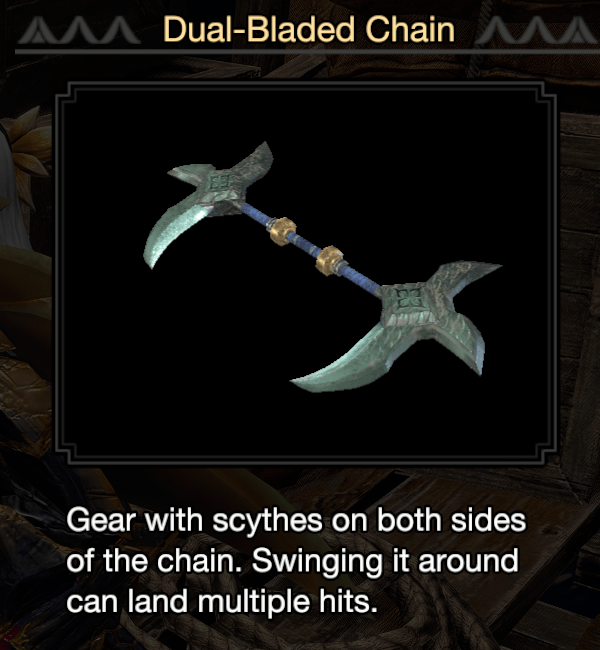 Dual-Bladed Chain
Gear with scythes on both sides
of the chain. Swinging it around
can land multiple hits.